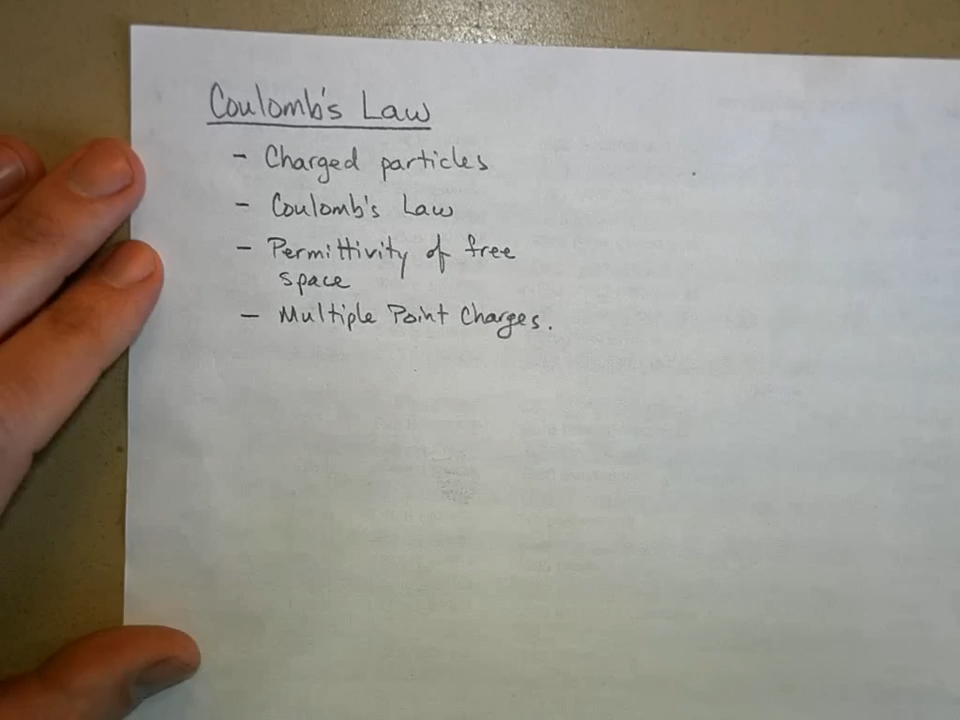 Coulomb's Law
- Charged particles
- Coulomb's Law
- Permittivity of free
space
- Multiple Point Charges.